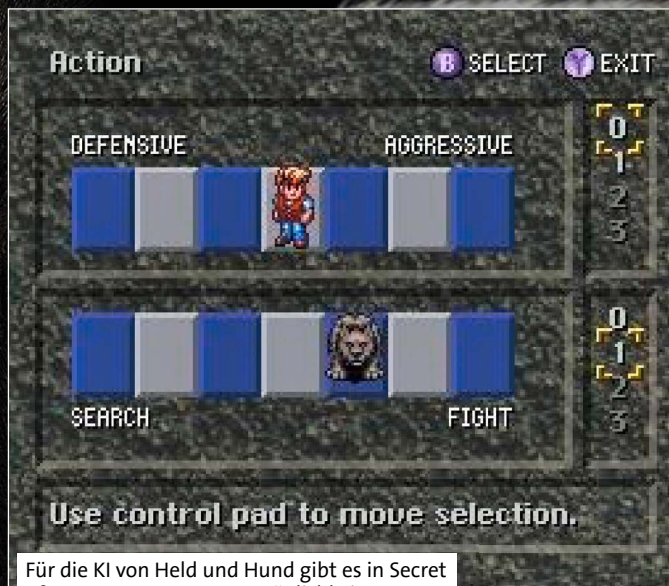 Action
B SELECT Y EXIT
DEFENSIVE AGGRESSIVE
0
1
2
3
SEARCH FIGHT
0
1
2
3
Use control pad to move selection.
Für die KI von Held und Hund gibt es in Secret